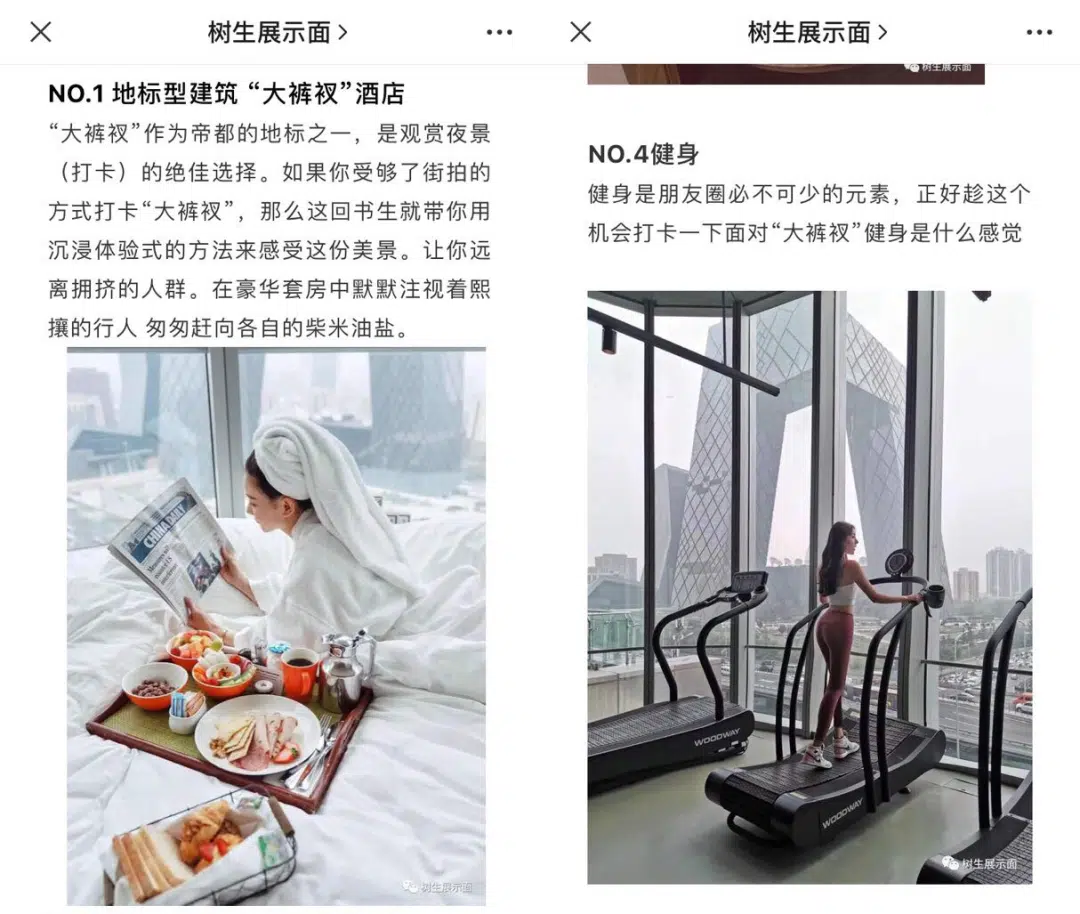 树生展示面
NO.1 地标型建筑 “大裤衩”酒店
“大裤衩”作为帝都的地标之一，是观赏夜景
（打卡）的绝佳选择。如果你受够了街拍的
方式打卡“大裤衩”，那么这回书生就带你用
沉浸体验式的方法来感受这份美景。让你远
离拥挤的人群。在豪华套房中默默注视着熙
攘的行人 匆匆赶向各自的柴米油盐。
CHINA DAILY
树生展示面
树生展示面
树生展示面
NO.4健身
健身是朋友圈必不可少的元素，正好趁这个
机会打卡一下面对“大裤衩”健身是什么感觉
WOODWAY
WOODWAY
树生展示面